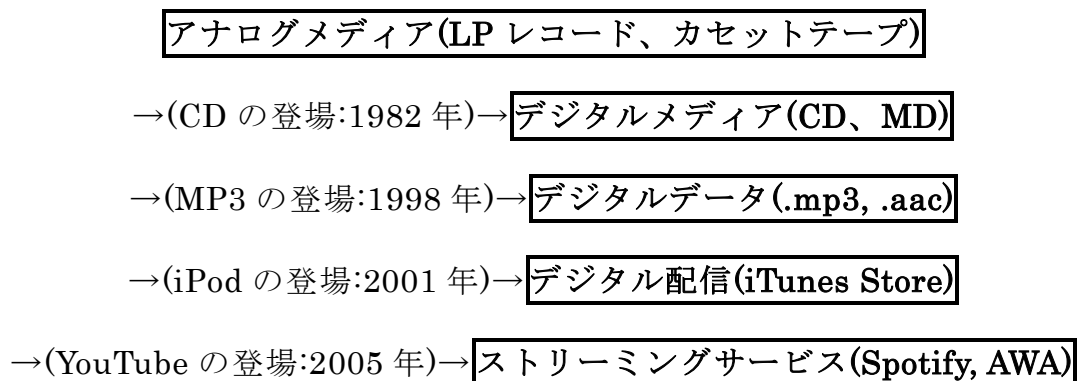 アナログメディア(LP レコード、カセットテープ)
→(CD の登場:1982 年)→デジタルメディア(CD、MD)
→(MP3 の登場:1998 年)→デジタルデータ(.mp3, .aac)
→(iPod の登場:2001 年)→デジタル配信(iTunes Store)
→(YouTube の登場:2005 年)→ストリーミングサービス(Spotify, AWA)